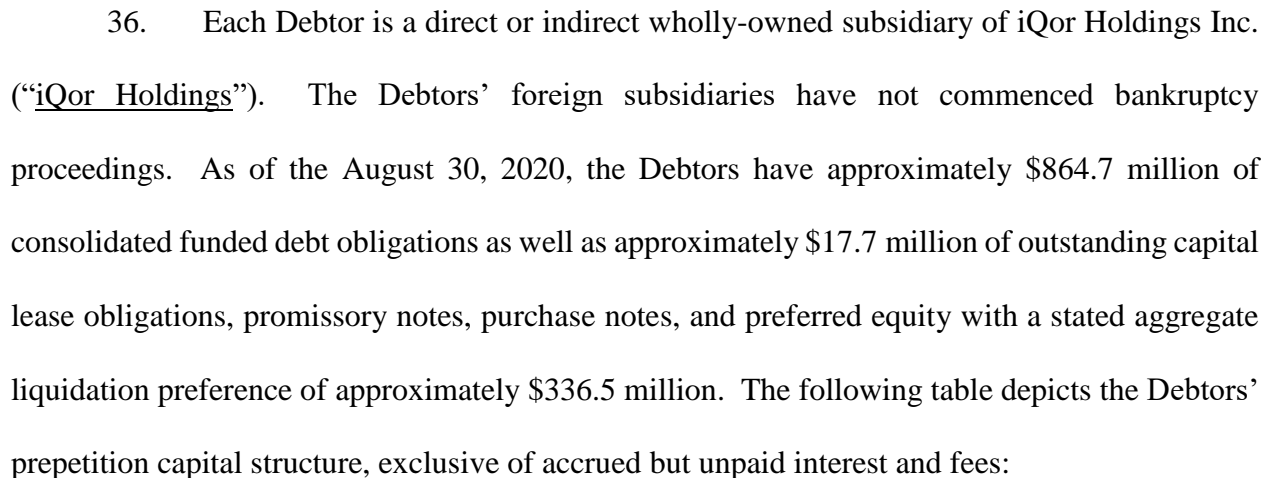 36. Each Debtor is a direct or indirect wholly-owned subsidiary of iQor Holdings Inc.
(“iQor Holdings”). The Debtors’ foreign subsidiaries have not commenced bankruptcy
proceedings. As of the August 30, 2020, the Debtors have approximately $864.7 million of
consolidated funded debt obligations as well as approximately $17.7 million of outstanding capital
lease obligations, promissory notes, purchase notes, and preferred equity with a stated aggregate
liquidation preference of approximately $336.5 million. The following table depicts the Debtors’
prepetition capital structure, exclusive of accrued but unpaid interest and fees: